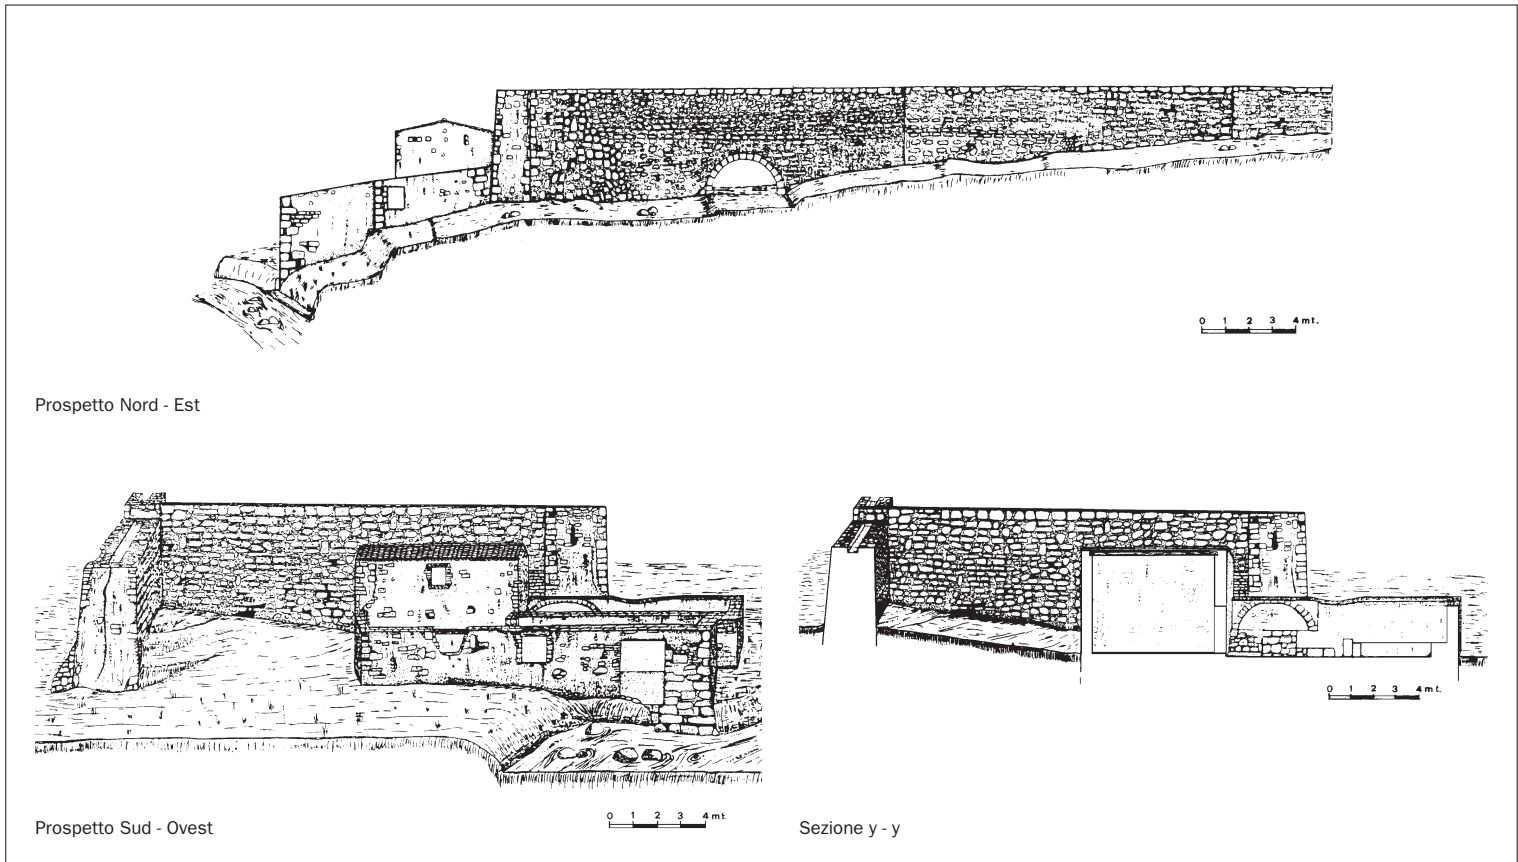 0 1 2 3 4 mt.
Prospetto Nord - Est
0 1 2 3 4 mt.
Prospetto Sud - Ovest
0 1 2 3 4 mt.
Sezione y - y